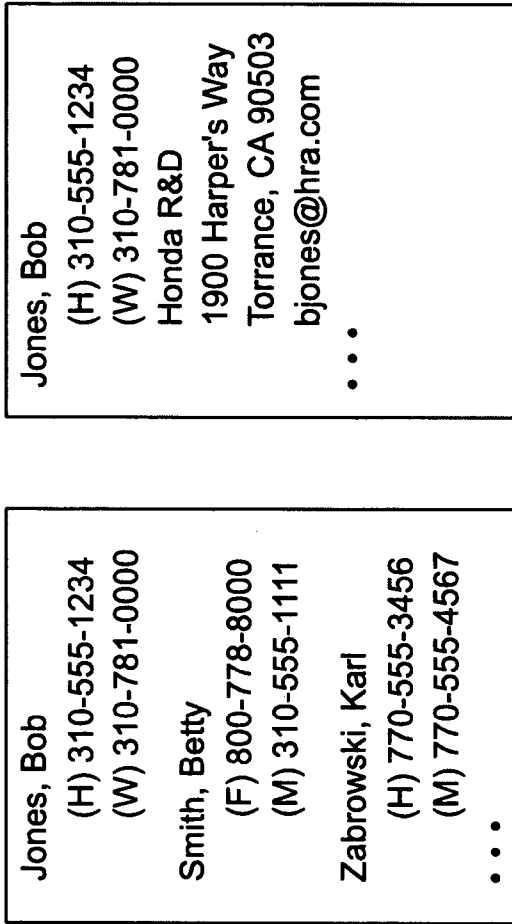 Jones, Bob
(H) 310-555-1234
(W) 310-781-0000
Smith, Betty
(F) 800-778-8000
(M) 310-555-1111
Zabrowski, Karl
(H) 770-555-3456
(M) 770-555-4567
• • •
Jones, Bob
(H) 310-555-1234
(W) 310-781-0000
Honda R&D
1900 Harper's Way
Torrance, CA 90503
bjones@hra.com
• • •